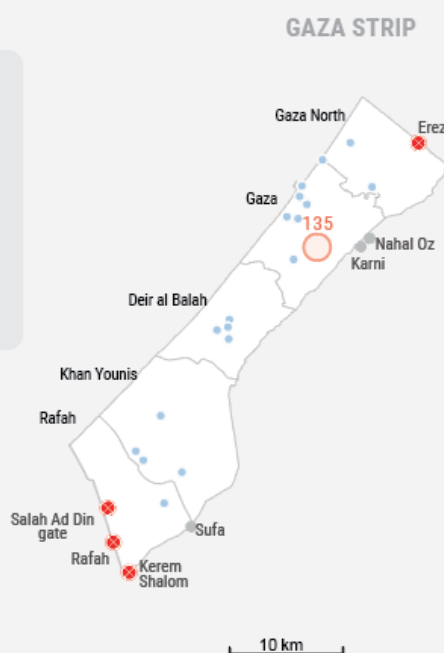 GAZA STRIP
Gaza North
Erez
Gaza
135
Nahal Oz
Karni
Deir al Balah
Khan Younis
Rafah
Salah Ad Din
gate
Sufa
Rafah
Kerem
Shalom
10 km